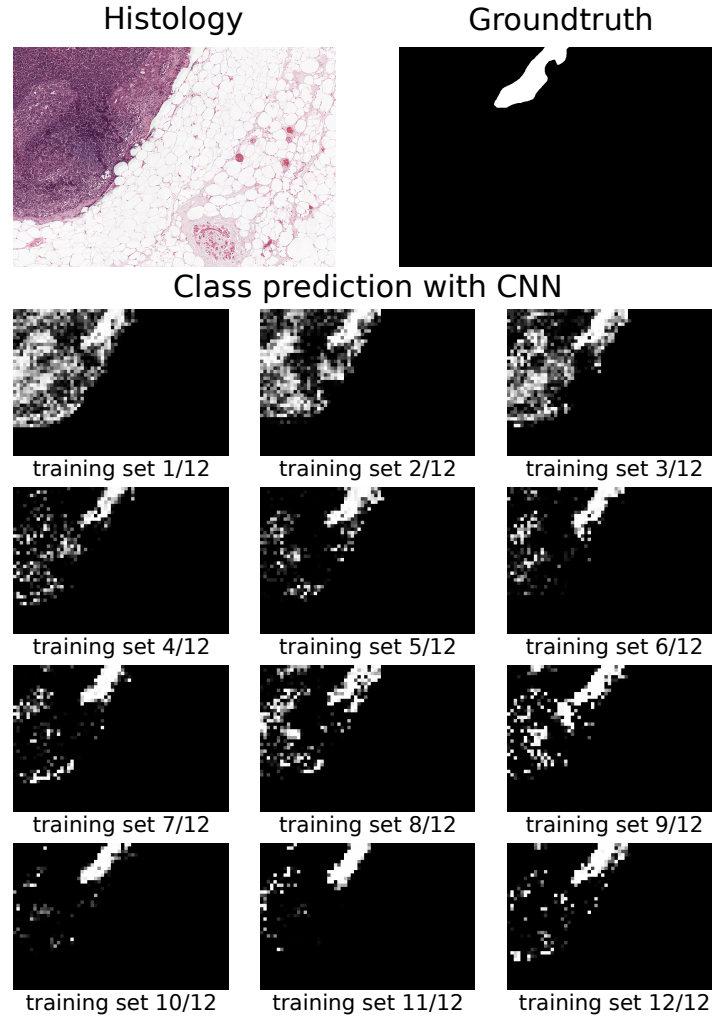 Histology
Groundtruth
Class prediction with CNN
training set 1/12
training set 2/12
training set 3/12
training set 4/12
training set 5/12
training set 6/12
training set 7/12
training set 8/12
training set 9/12
training set 10/12
training set 11/12
training set 12/12